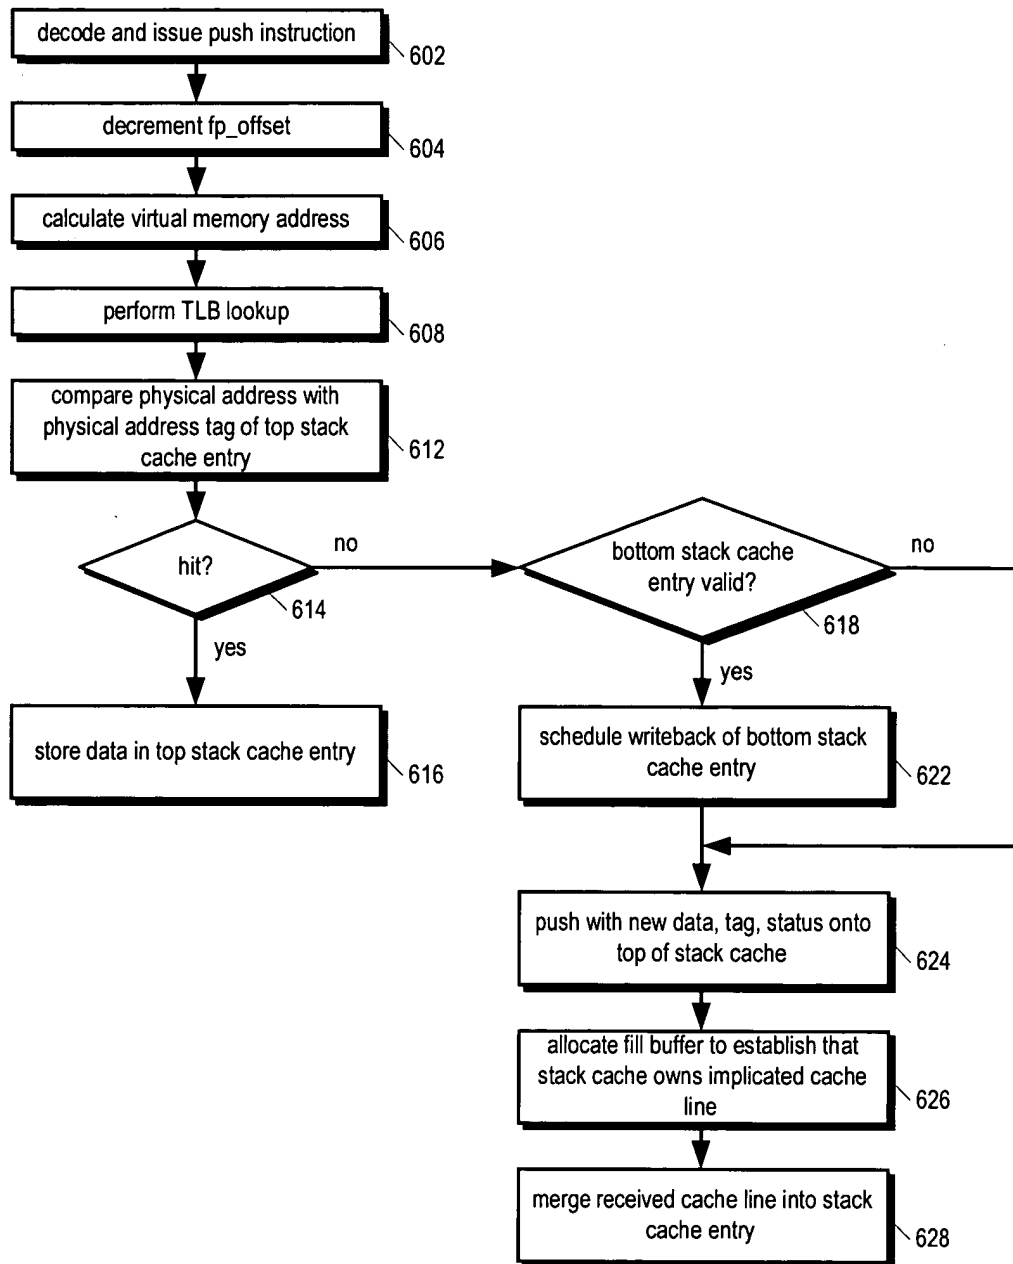 decode and issue push instruction
602
decrement fp_offset
604
calculate virtual memory address
606
perform TLB lookup
608
compare physical address with
physical address tag of top stack
cache entry
612
hit?
no
614
yes
bottom stack cache
entry valid?
no
618
yes
store data in top stack cache entry
616
schedule writeback of bottom stack
cache entry
622
push with new data, tag, status onto
top of stack cache
624
allocate fill buffer to establish that
stack cache owns implicated cache
line
626
merge received cache line into stack
cache entry
628